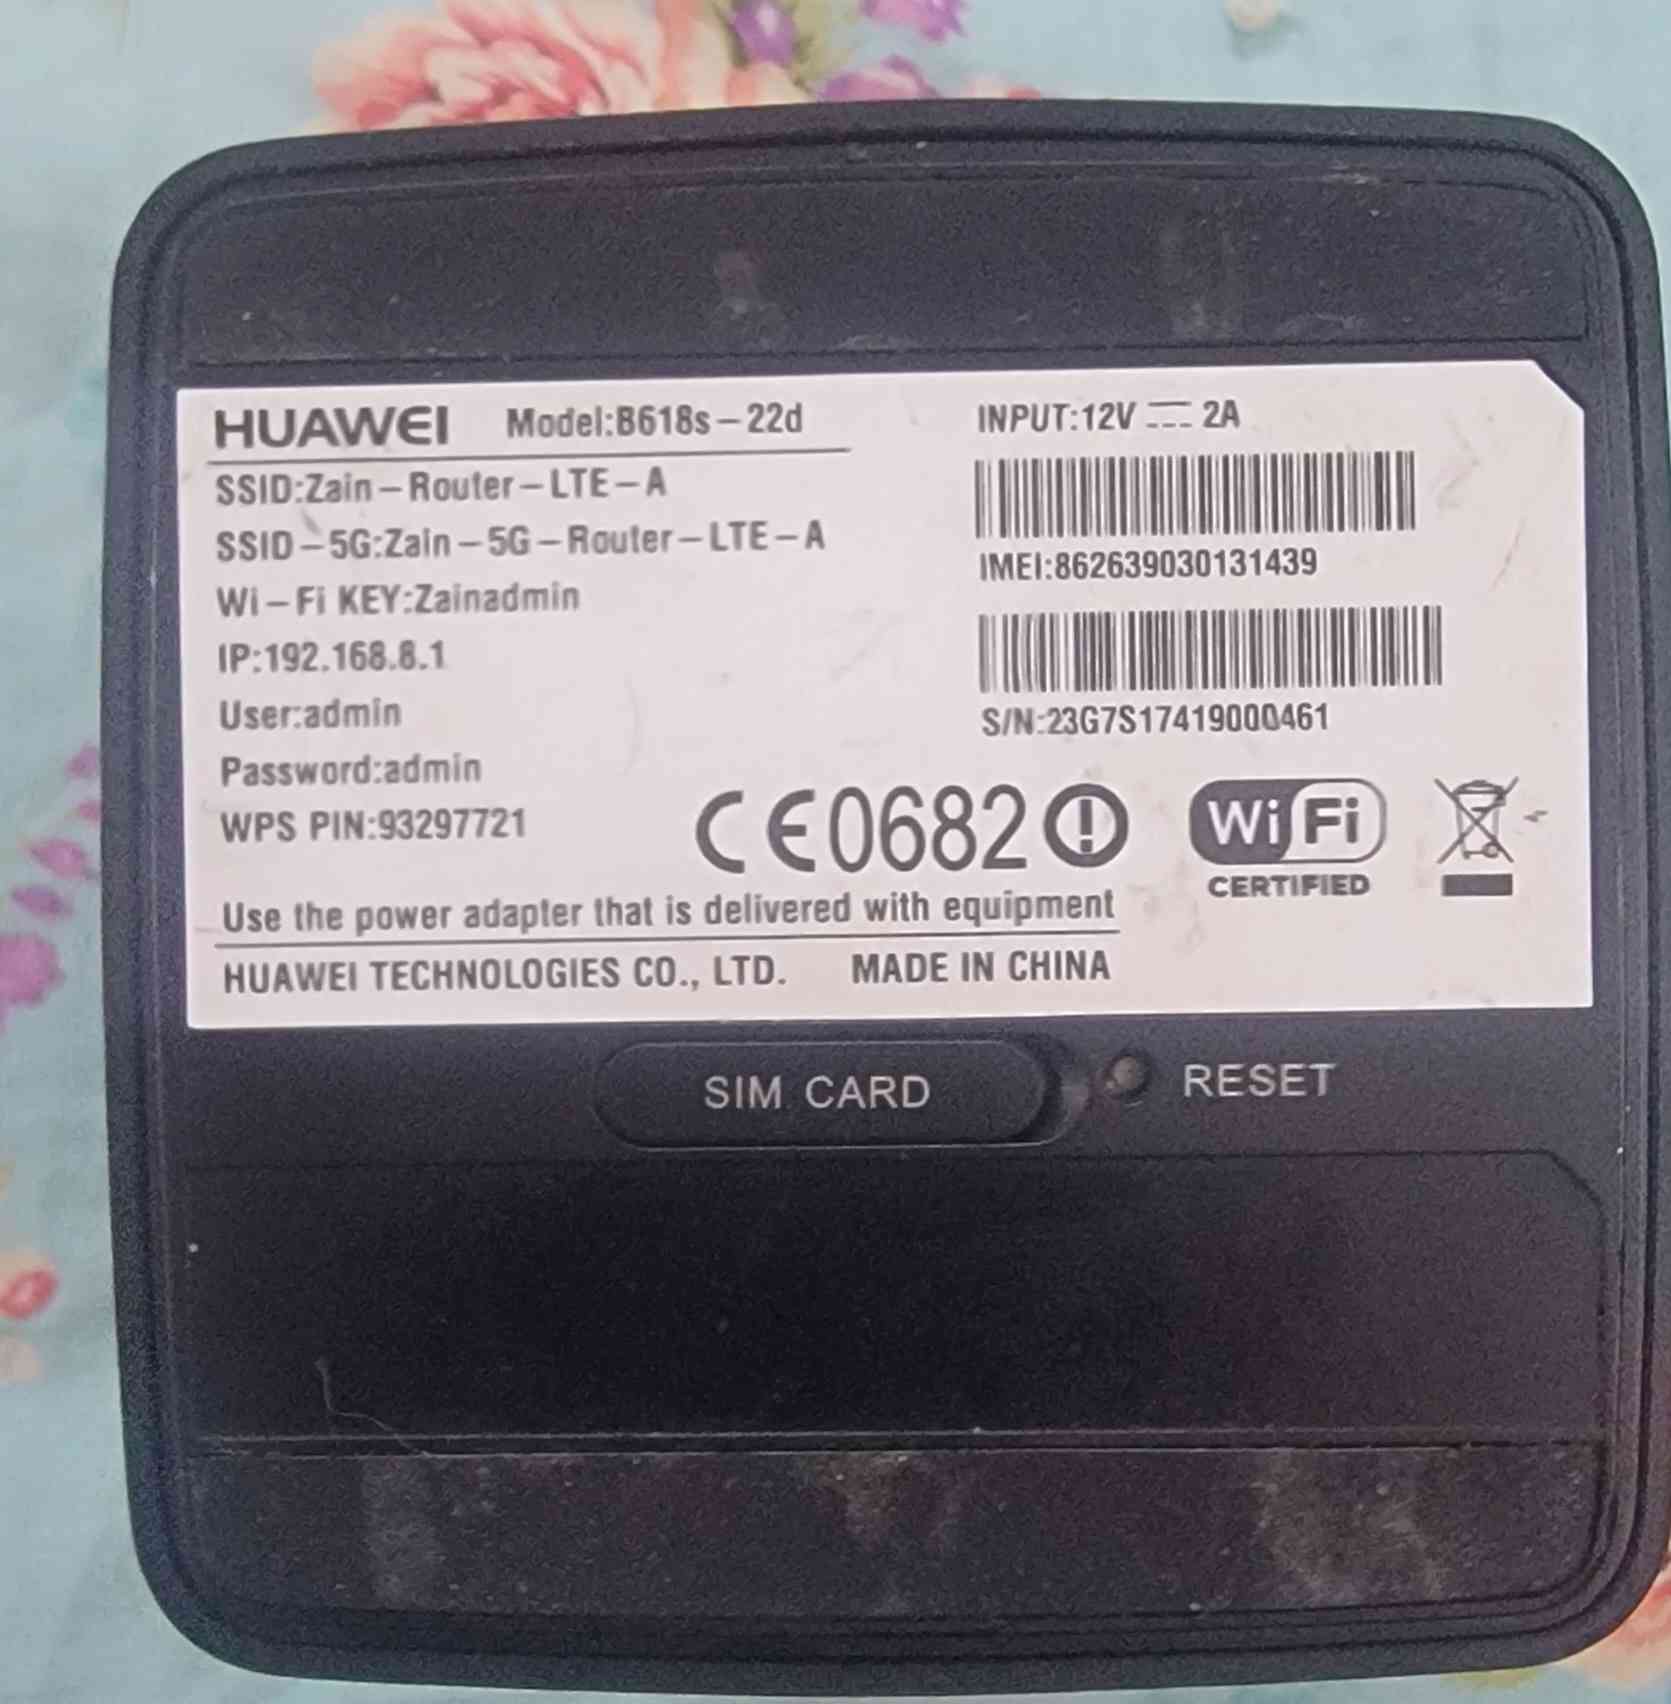 HUAWEI Model:B618s-22d
SSID:Zain-Router-LTE-A
SSID-5G:Zain-5G-Router-LTE-A
Wi-Fi KEY:Zainadmin
IP:192.168.8.1
User:admin
Password:admin
WPS PIN:93297721
INPUT:12V 2A
IMEI:862639030131439
S/N:23G7S17419000461
CE0682
WiFi
CERTIFIED
Use the power adapter that is delivered with equipment
HUAWEI TECHNOLOGIES CO., LTD. MADE IN CHINA
SIM CARD RESET